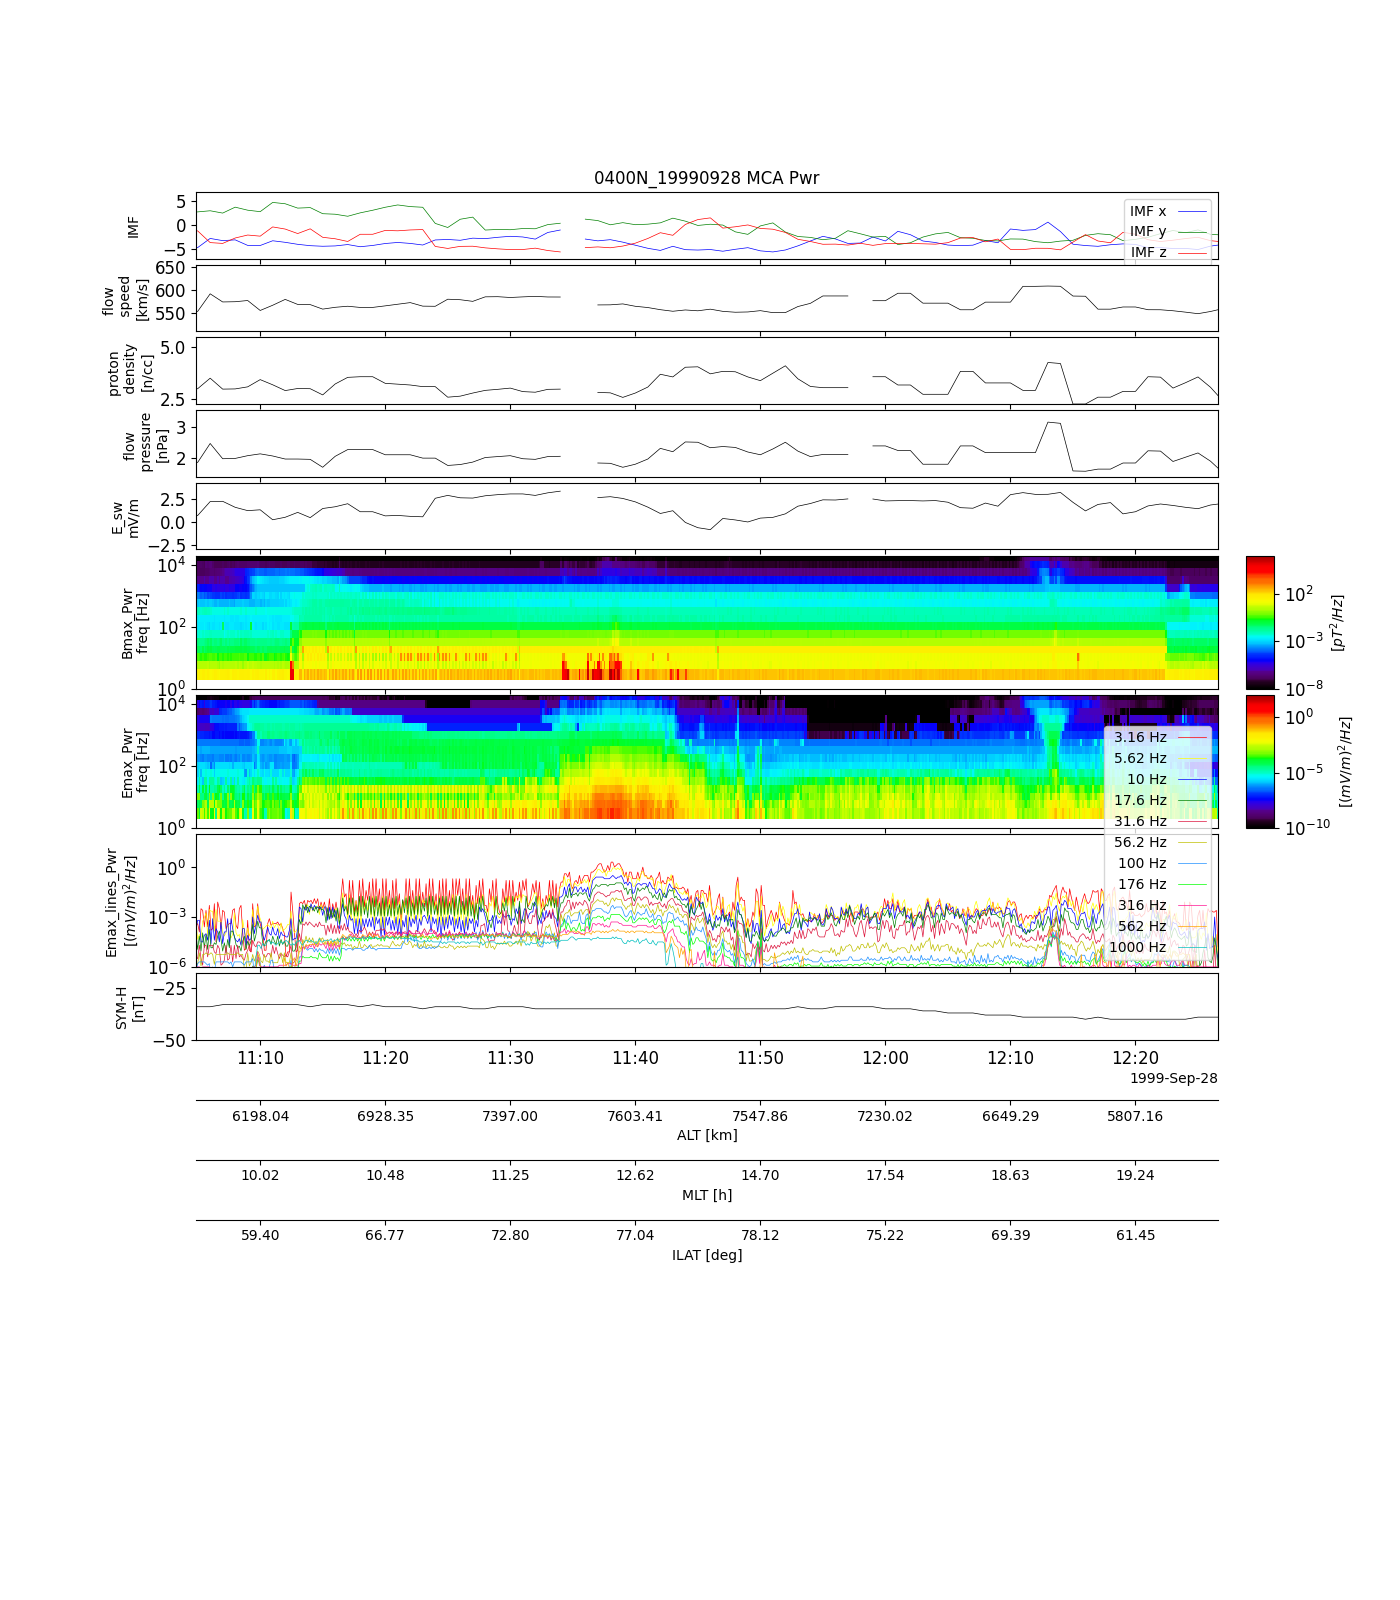 0400N_19990928 MCA Pwr
5
0
−5
IMF
IMF x
IMF y
IMF z
650
600
550
flow
speed
[km/s]
5.0
2.5
proton
density
[n/cc]
3
2
flow
pressure
[nPa]
2.5
0.0
−2.5
E_sw
mV/m
10^4
10^2
10^0
Bmax_Pwr
freq [Hz]
10^2
10^−3
10^−8
[pT^2/Hz]
10^4
10^2
10^0
Emax_Pwr
freq [Hz]
10^0
10^−5
10^−10
[(mV/m)^2/Hz]
3.16 Hz
5.62 Hz
10 Hz
17.6 Hz
31.6 Hz
56.2 Hz
100 Hz
176 Hz
316 Hz
562 Hz
1000 Hz
10^0
10^−3
10^−6
Emax_lines_Pwr
[(mV/m)^2/Hz]
−25
−50
SYM-H
[nT]
11:10 11:20 11:30 11:40 11:50 12:00 12:10 12:20
1999-Sep-28
6198.04 6928.35 7397.00 7603.41 7547.86 7230.02 6649.29 5807.16
ALT [km]
10.02 10.48 11.25 12.62 14.70 17.54 18.63 19.24
MLT [h]
59.40 66.77 72.80 77.04 78.12 75.22 69.39 61.45
ILAT [deg]